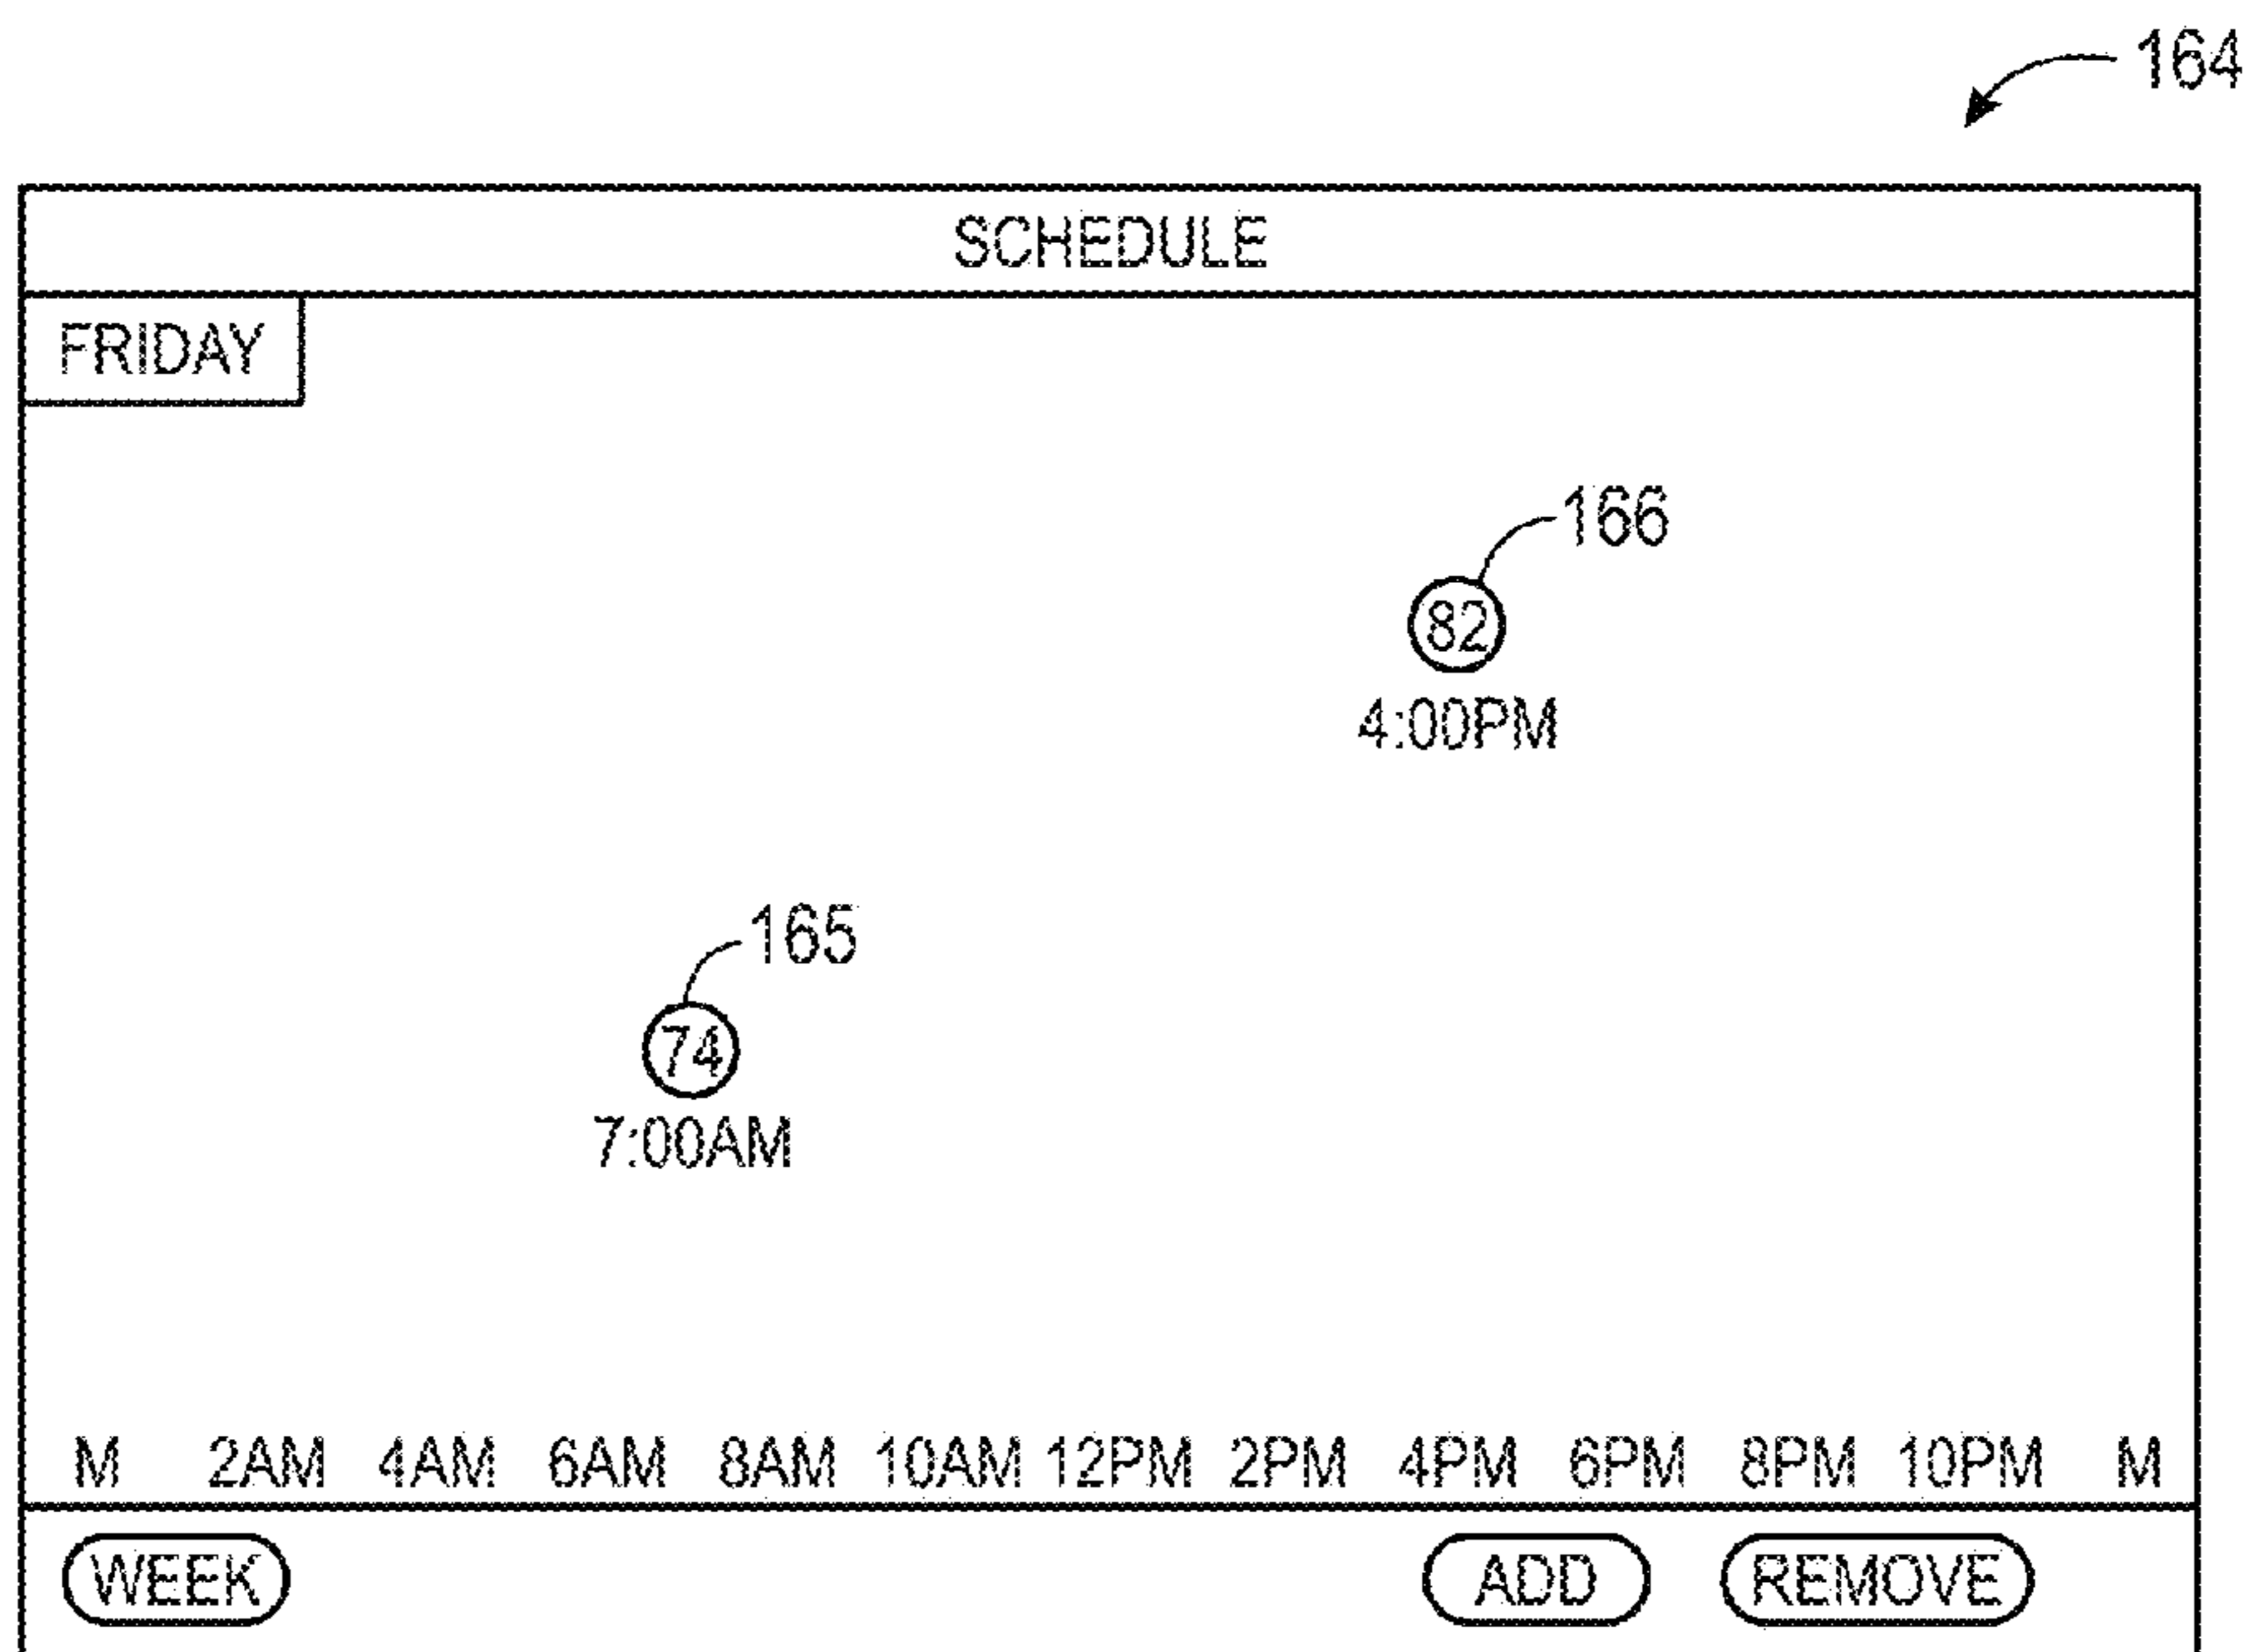 164
SCHEDULE
FRIDAY
166
82
4:00PM
165
74
7:00AM
M 2AM 4AM 6AM 8AM 10AM 12PM 2PM 4PM 6PM 8PM 10PM M
WEEK ADD REMOVE